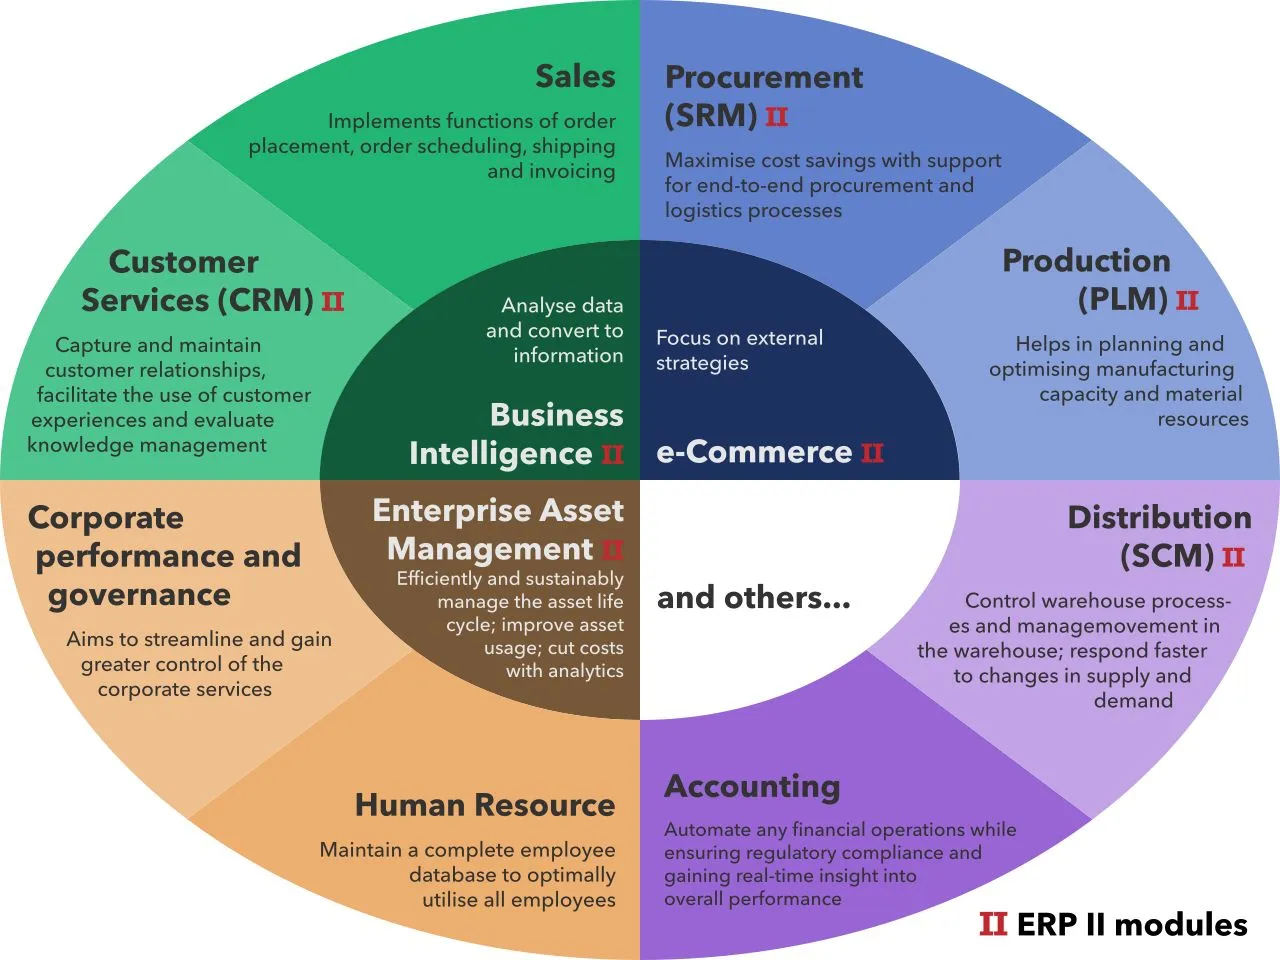 Sales
Implements functions of order
placement, order scheduling, shipping
and invoicing
Procurement
(SRM) II
Maximise cost savings with support
for end-to-end procurement and
logistics processes
Customer
Services (CRM) II
Capture and maintain
customer relationships,
facilitate the use of customer
experiences and evaluate
knowledge management
Analyse data
and convert to
information
Business
Intelligence II
Focus on external
strategies
e-Commerce II
Production
(PLM) II
Helps in planning and
optimising manufacturing
capacity and material
resources
Corporate
performance and
governance
Aims to streamline and gain
greater control of the
corporate services
Enterprise Asset
Management II
Efficiently and sustainably
manage the asset life
cycle; improve asset
usage; cut costs
with analytics
and others...
Distribution
(SCM) II
Control warehouse process-
es and managemovement in
the warehouse; respond faster
to changes in supply and
demand
Human Resource
Maintain a complete employee
database to optimally
utilise all employees
Accounting
Automate any financial operations while
ensuring regulatory compliance and
gaining real-time insight into
overall performance
II ERP II modules